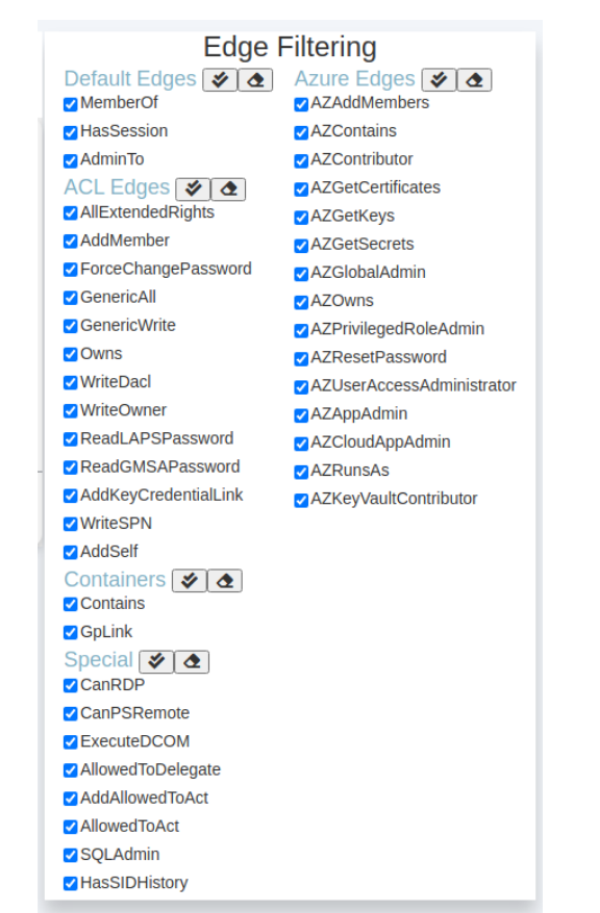 Edge Filtering
Default Edges
MemberOf
HasSession
AdminTo
ACL Edges
AllExtendedRights
AddMember
ForceChangePassword
GenericAll
GenericWrite
Owns
WriteDacl
WriteOwner
ReadLAPSPassword
ReadGMSAPassword
AddKeyCredentialLink
WriteSPN
AddSelf
Containers
Contains
GpLink
Special
CanRDP
CanPSRemote
ExecuteDCOM
AllowedToDelegate
AddAllowedToAct
AllowedToAct
SQLAdmin
HasSIDHistory
Azure Edges
AZAddMembers
AZContains
AZContributor
AZGetCertificates
AZGetKeys
AZGetSecrets
AZGlobalAdmin
AZOwns
AZPrivilegedRoleAdmin
AZResetPassword
AZUserAccessAdministrator
AZAppAdmin
AZCloudAppAdmin
AZRunsAs
AZKeyVaultContributor